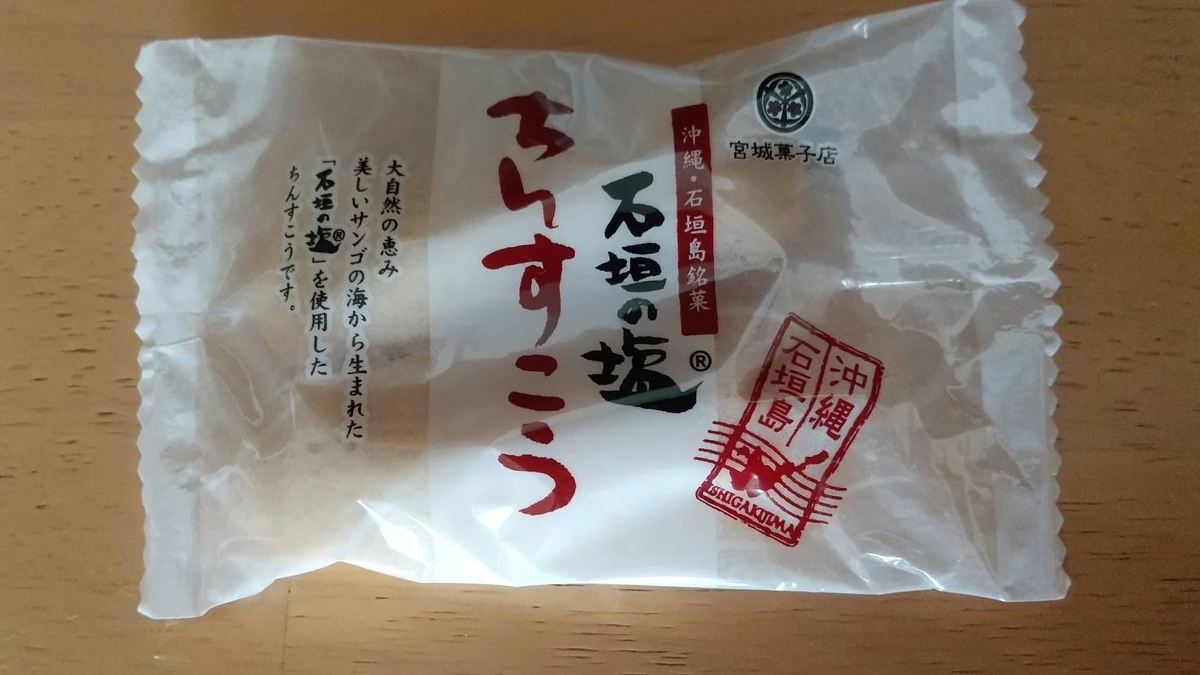 宮城菓子店
沖縄・石垣島銘菓
石垣の塩®
ちんすこう
大自然の恵み
美しいサンゴの海から生まれた
「石垣の塩®」を使用した
ちんすこうです。
沖縄
石垣島
ISHIGAKIJIMA